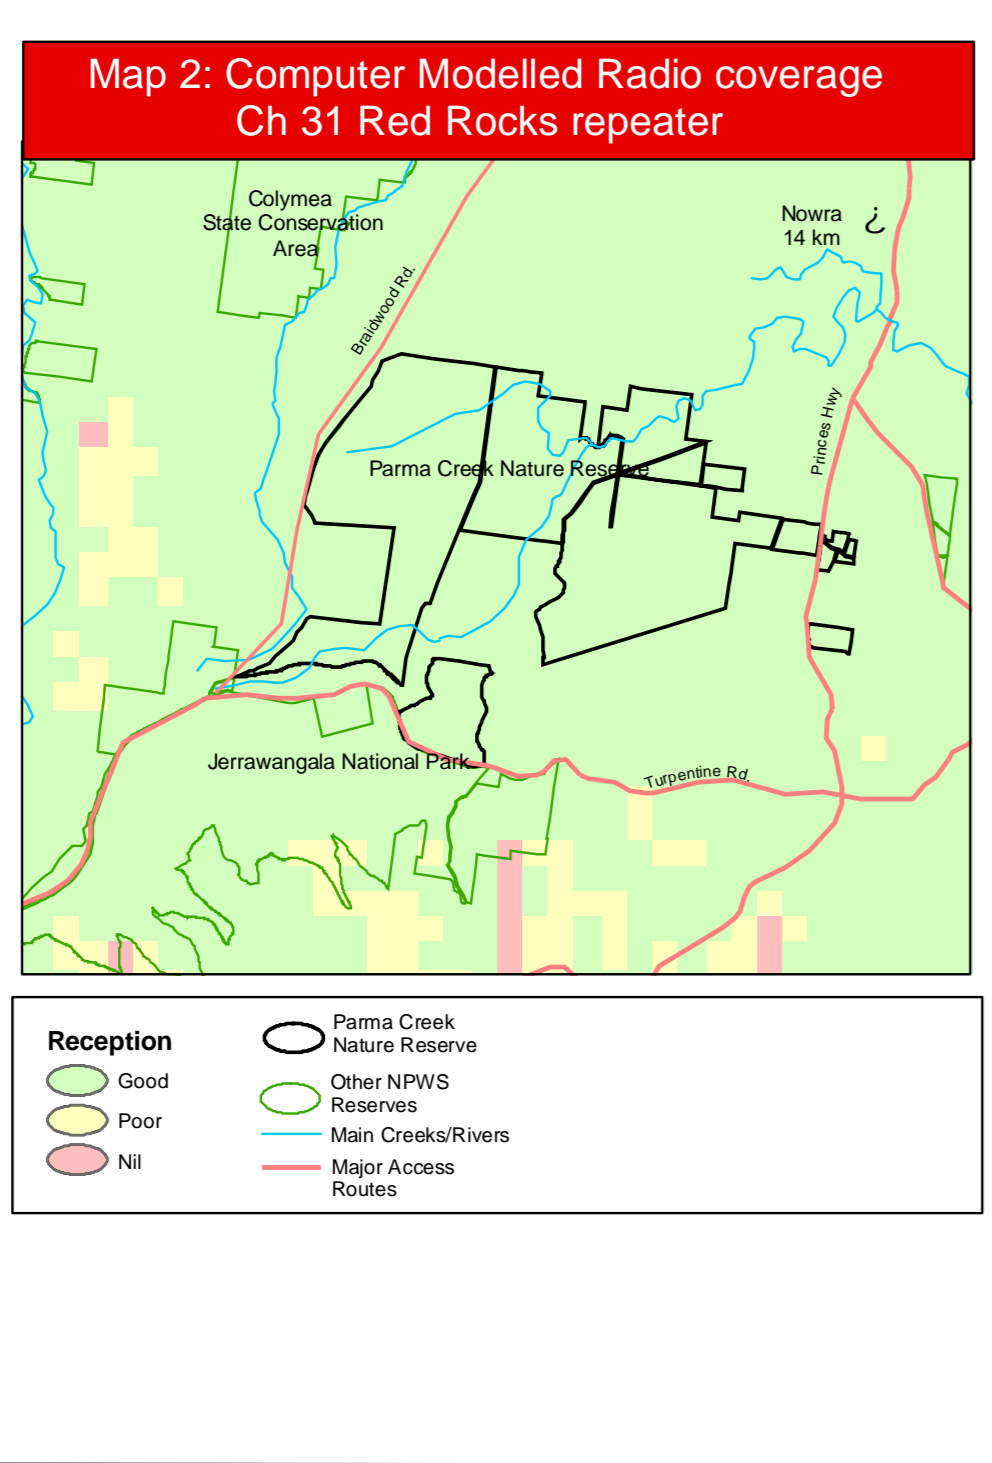 Map 2: Computer Modelled Radio coverage
Ch 31 Red Rocks repeater
Colymea
State Conservation
Area
Nowra
14 km
¿
Braidwood Rd.
Princes Hwy
Parma Creek Nature Reserve
Jerrawangala National Park
Turpentine Rd.
Reception
Good
Poor
Nil
Parma Creek
Nature Reserve
Other NPWS
Reserves
Main Creeks/Rivers
Major Access
Routes